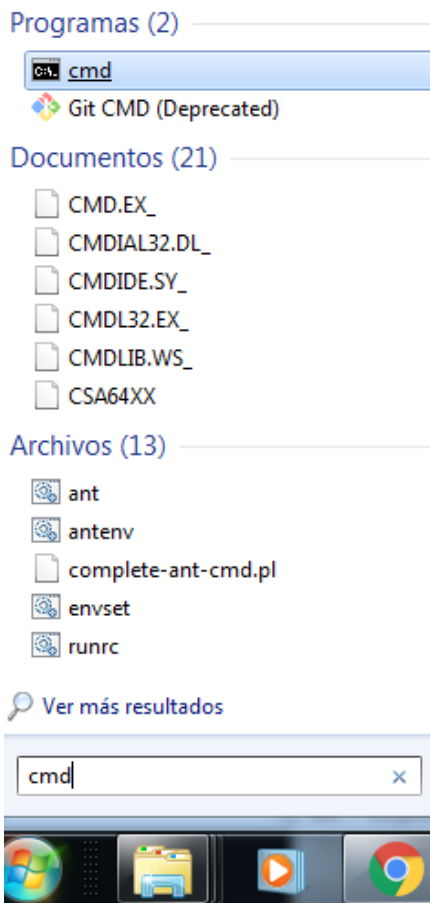 Programas (2)
cmd
Git CMD (Deprecated)
Documentos (21)
CMD.EX_
CMDIAL32.DL_
CMDIDE.SY_
CMDL32.EX_
CMDLIB.WS_
CSA64XX
Archivos (13)
ant
antenv
complete-ant-cmd.pl
envset
runrc
Ver más resultados
cmd